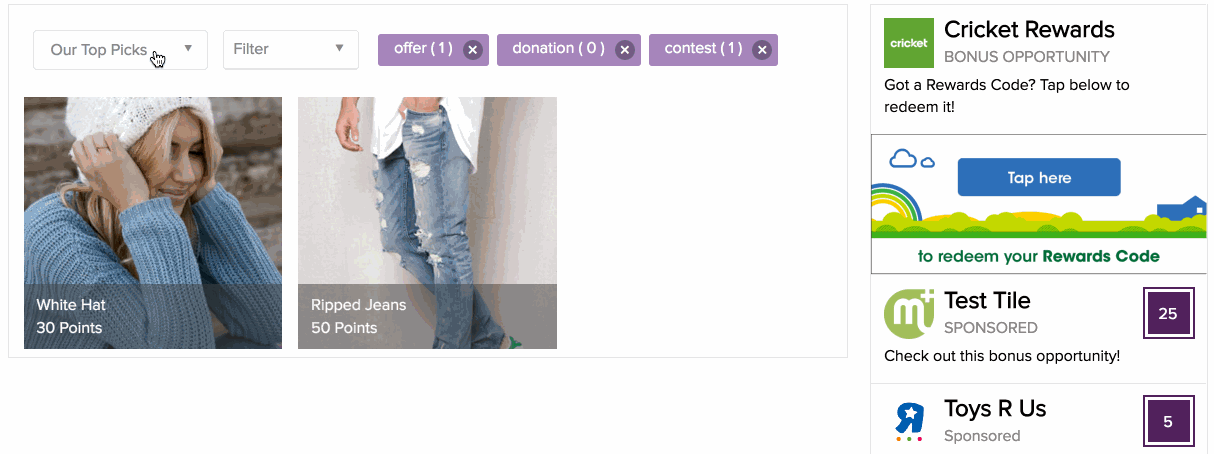 Our Top Picks
Filter
offer ( 1 )
donation ( 0 )
contest ( 1 )
White Hat
30 Points
Ripped Jeans
50 Points
cricket
Cricket Rewards
BONUS OPPORTUNITY
Got a Rewards Code? Tap below to
redeem it!
Tap here
to redeem your Rewards Code
m+
Test Tile
SPONSORED
25
Check out this bonus opportunity!
Toys R Us
Sponsored
5